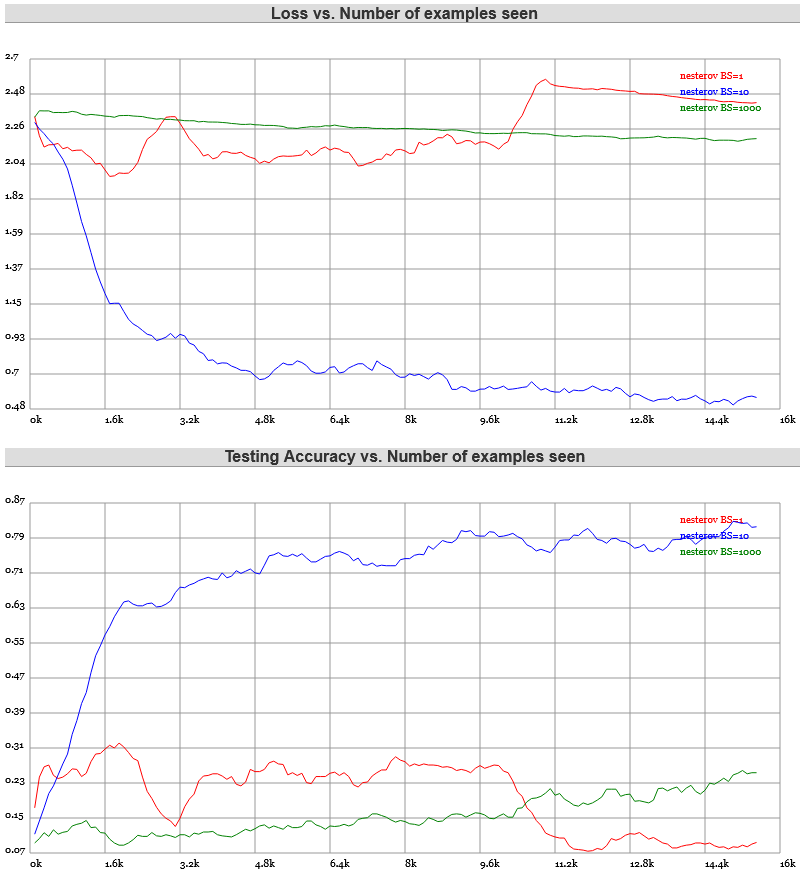 Loss vs. Number of examples seen
2.7
2.48
2.26
2.04
1.82
1.59
1.37
1.15
0.93
0.7
0.48
nesterov BS=1
nesterov BS=10
nesterov BS=1000
0k 1.6k 3.2k 4.8k 6.4k 8k 9.6k 11.2k 12.8k 14.4k 16k
Testing Accuracy vs. Number of examples seen
0.87
0.79
0.71
0.63
0.55
0.47
0.39
0.31
0.23
0.15
0.07
nesterov BS=1
nesterov BS=10
nesterov BS=1000
0k 1.6k 3.2k 4.8k 6.4k 8k 9.6k 11.2k 12.8k 14.4k 16k